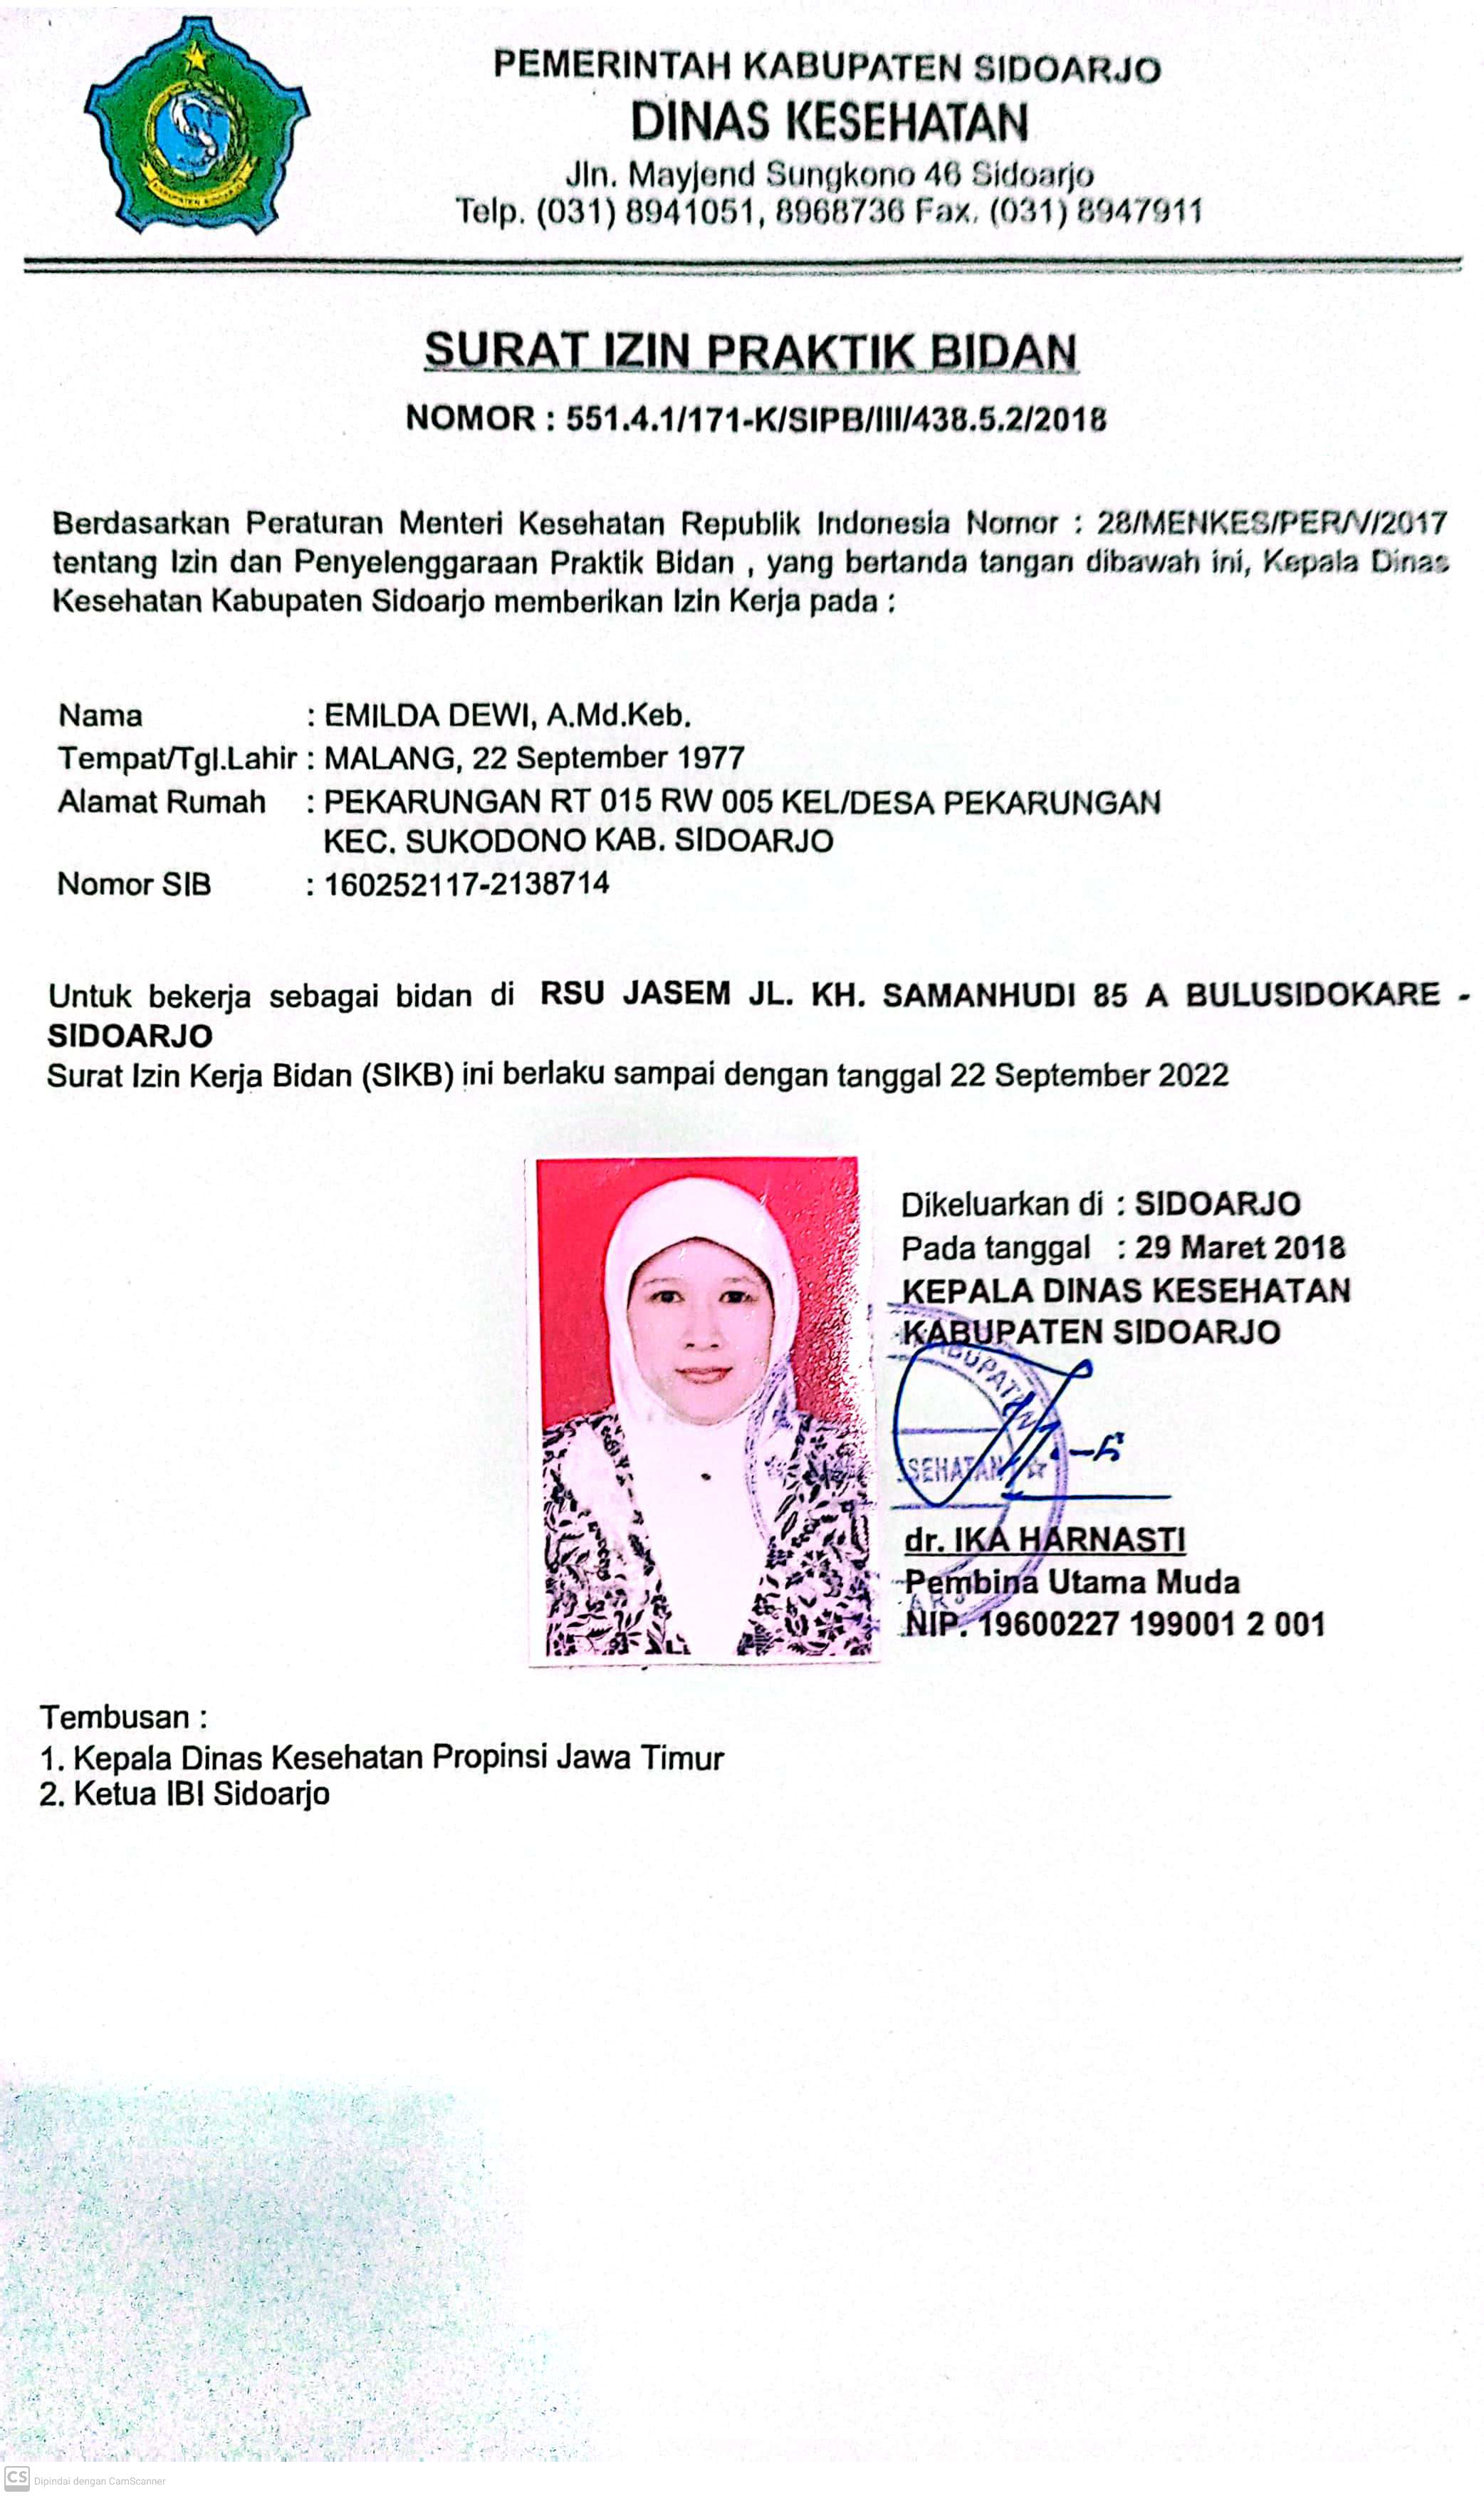 PEMERINTAH KABUPATEN SIDOARJO
DINAS KESEHATAN
Jln. Mayjend Sungkono 46 Sidoarjo
Telp. (031) 8941051, 8968736 Fax. (031) 8947911
KABUPATEN SIDOARJO
SURAT IZIN PRAKTIK BIDAN
NOMOR : 551.4.1/171-K/SIPB/III/438.5.2/2018
Berdasarkan Peraturan Menteri Kesehatan Republik Indonesia Nomor : 28/MENKES/PER/V/2017
tentang Izin dan Penyelenggaraan Praktik Bidan , yang bertanda tangan dibawah ini, Kepala Dinas
Kesehatan Kabupaten Sidoarjo memberikan Izin Kerja pada :
Nama : EMILDA DEWI, A.Md.Keb.
Tempat/Tgl.Lahir : MALANG, 22 September 1977
Alamat Rumah : PEKARUNGAN RT 015 RW 005 KEL/DESA PEKARUNGAN
KEC. SUKODONO KAB. SIDOARJO
Nomor SIB : 160252117-2138714
Untuk bekerja sebagai bidan di RSU JASEM JL. KH. SAMANHUDI 85 A BULUSIDOKARE -
SIDOARJO
Surat Izin Kerja Bidan (SIKB) ini berlaku sampai dengan tanggal 22 September 2022
Dikeluarkan di : SIDOARJO
Pada tanggal : 29 Maret 2018
KEPALA DINAS KESEHATAN
KABUPATEN SIDOARJO
dr. IKA HARNASTI
Pembina Utama Muda
NIP. 19600227 199001 2 001
Tembusan :
1. Kepala Dinas Kesehatan Propinsi Jawa Timur
2. Ketua IBI Sidoarjo
CS Dipindai dengan CamScanner